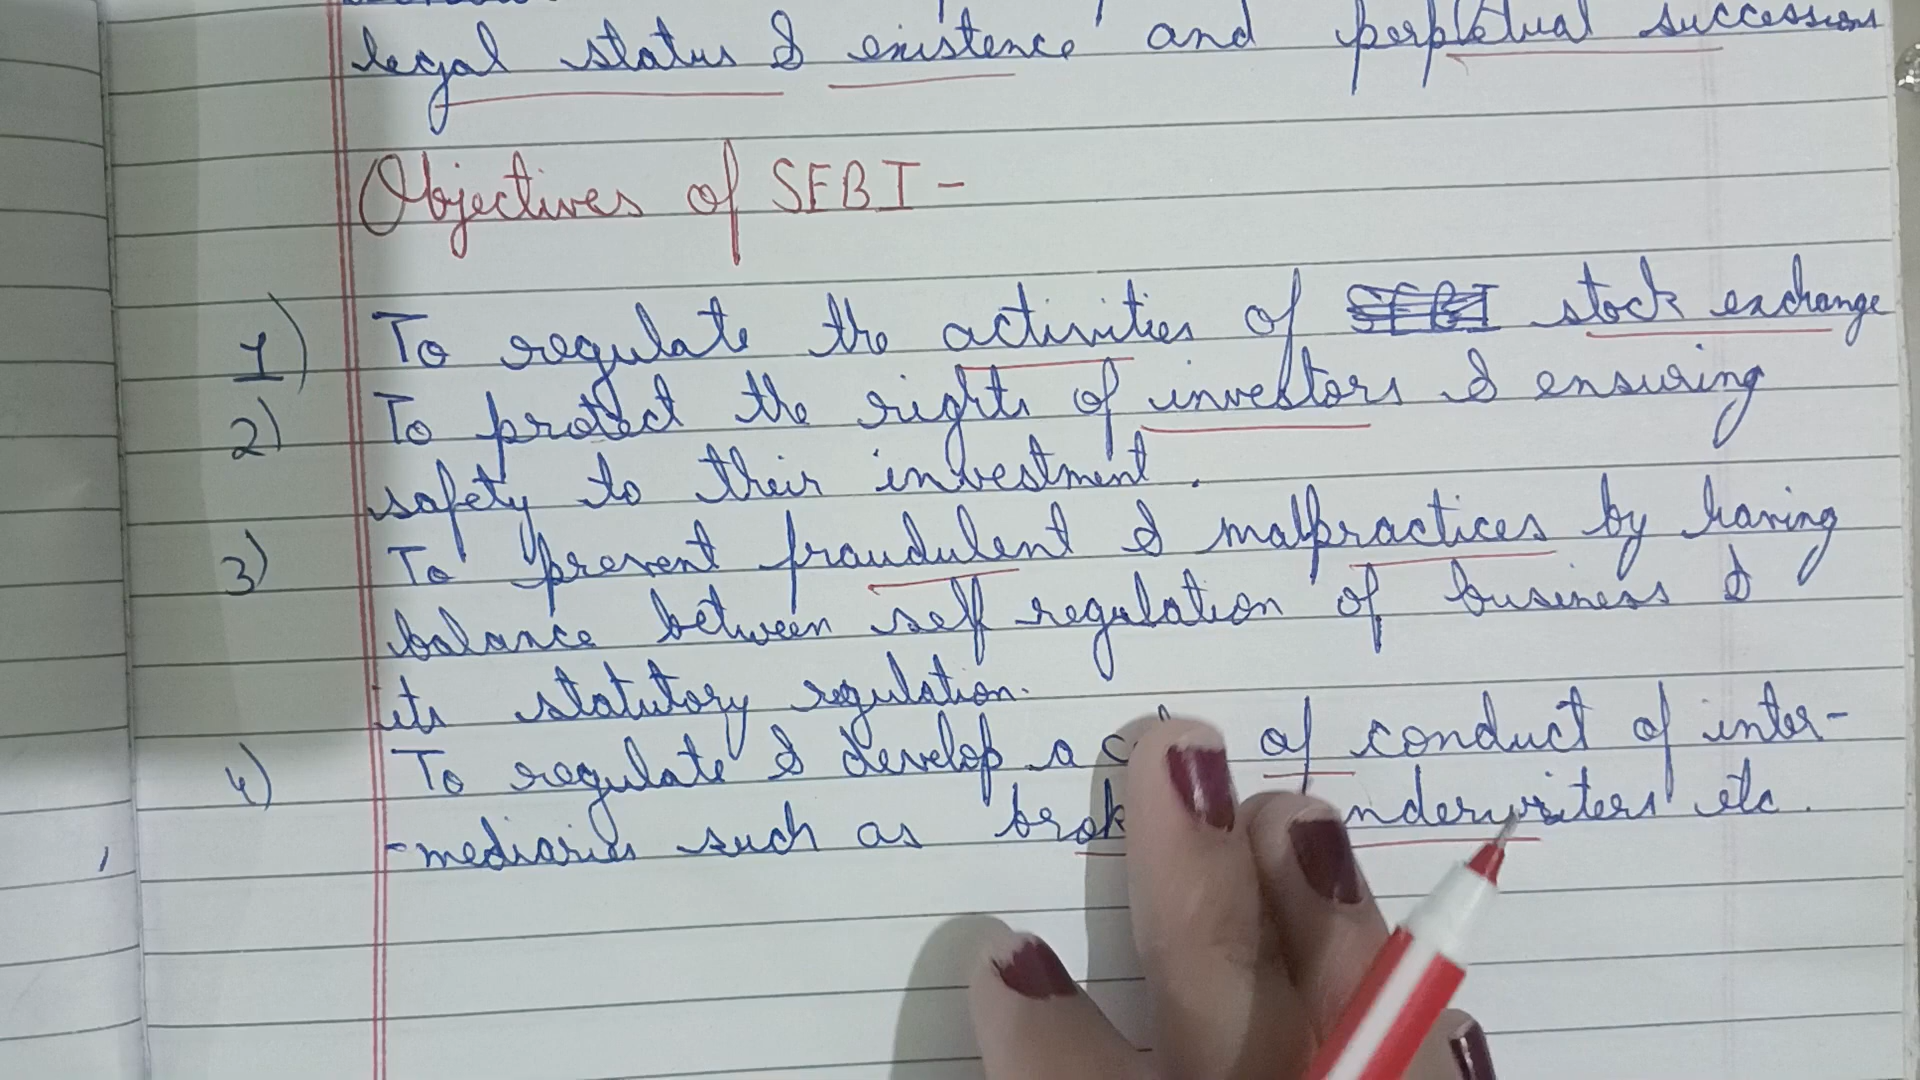 legal status & existence and perpetual succession
Objectives of SEBI -
1) To regulate the activities of SEBI stock exchange
2) To protect the rights of investors & ensuring
safety to their investment.
3) To prevent fraudulent & malpractices by having
balance between self regulation of business &
its statutory regulation.
4) To regulate & develop a of conduct of inter-
-mediaries such as etc.